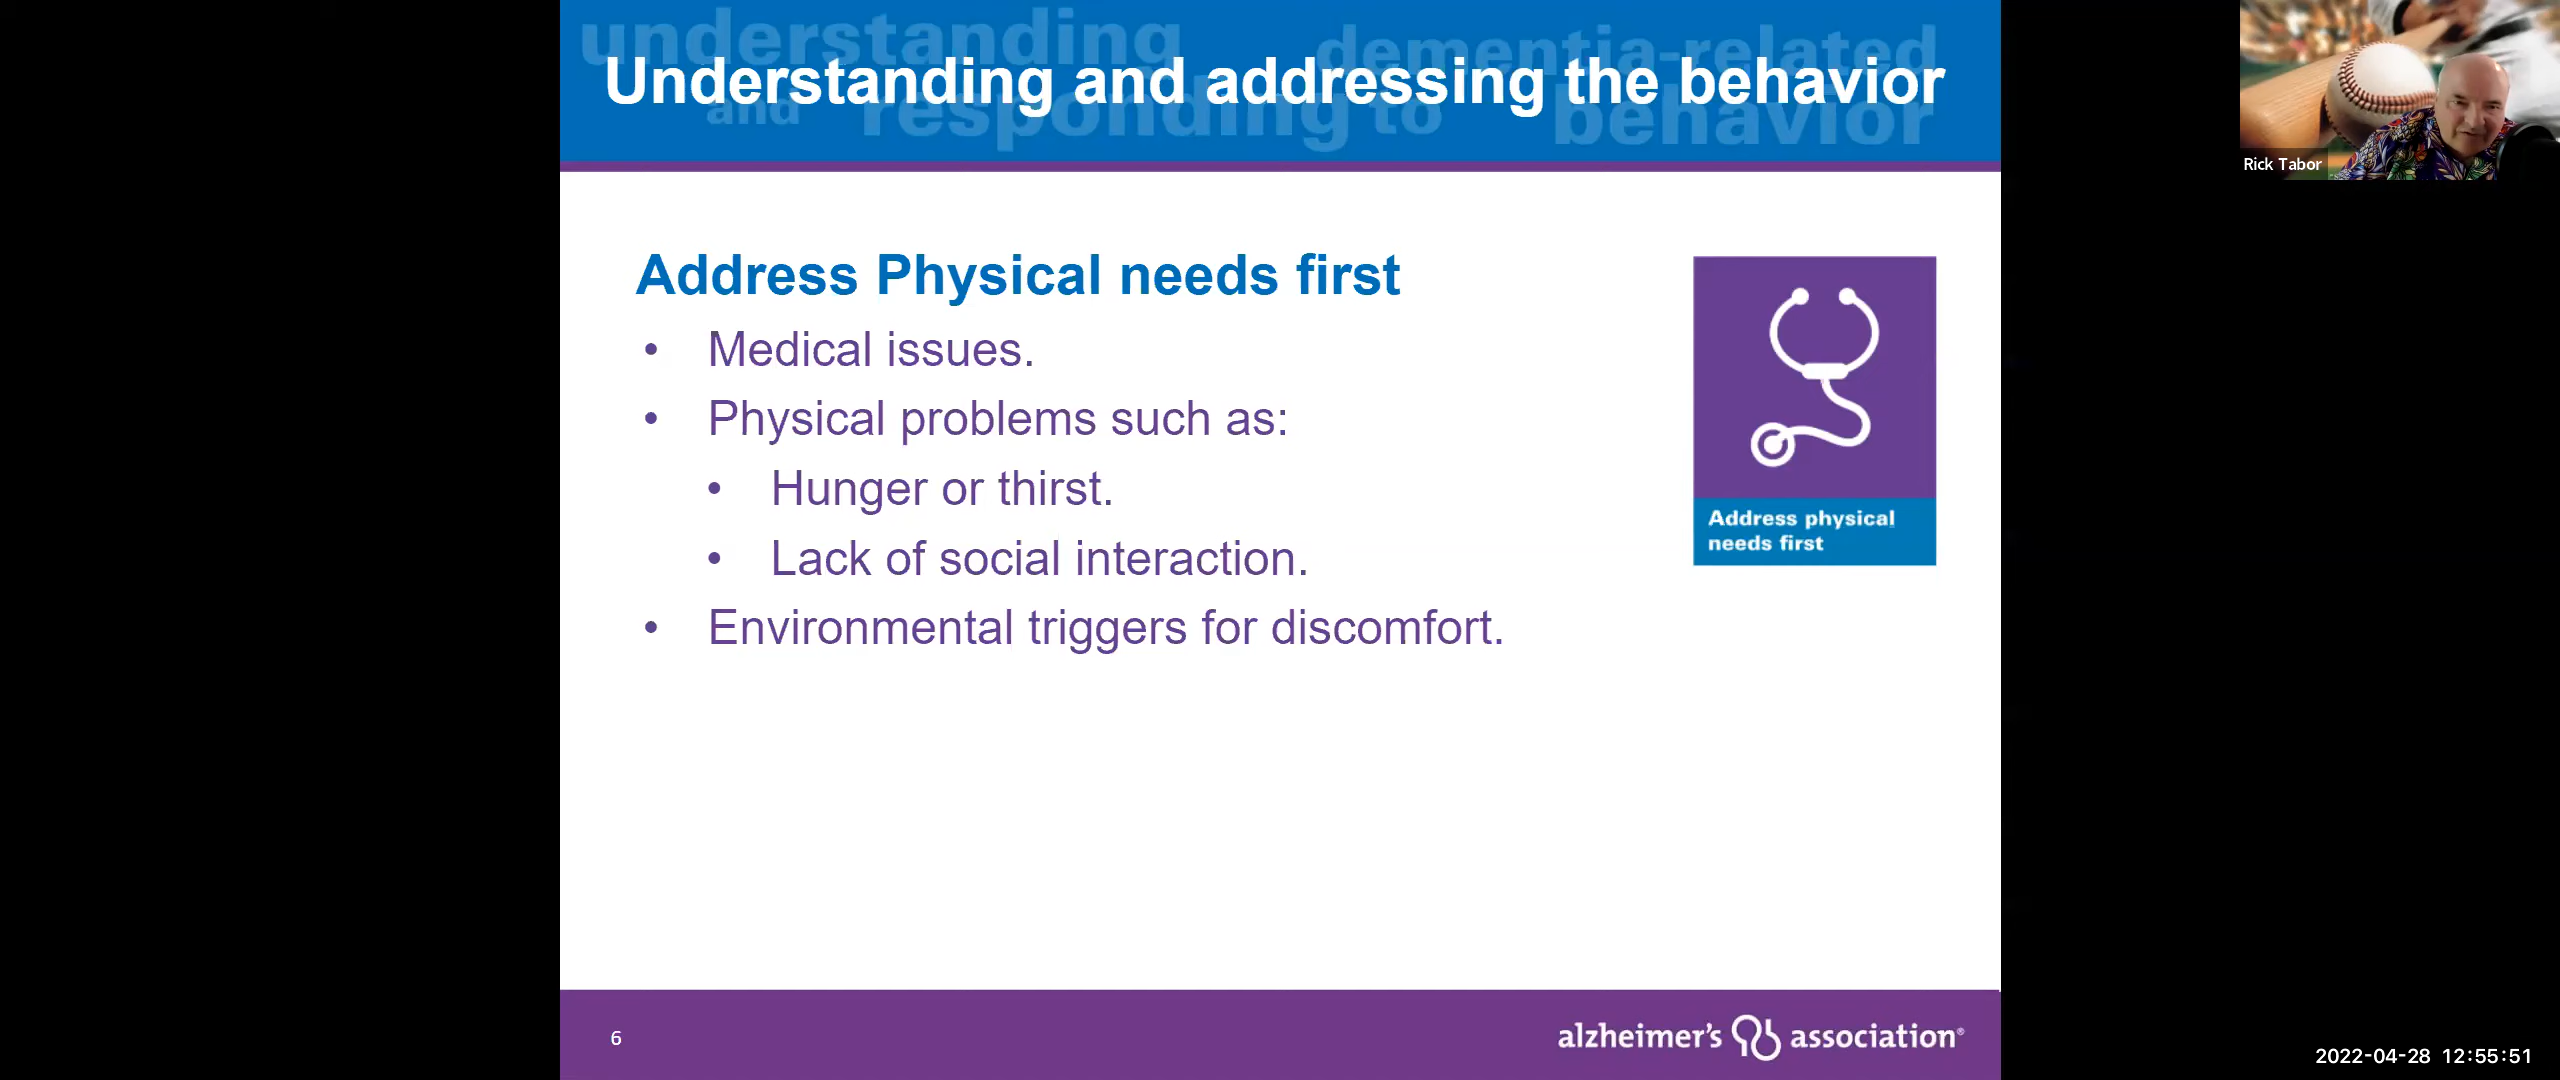 understanding
dementia-related
Understanding and addressing the behavior
and responding to behavior
Rick Tabor
Address Physical needs first
• Medical issues.
• Physical problems such as:
• Hunger or thirst.
• Lack of social interaction.
• Environmental triggers for discomfort.
Address physical
needs first
6
alzheimer's association®
2022-04-28 12:55:51